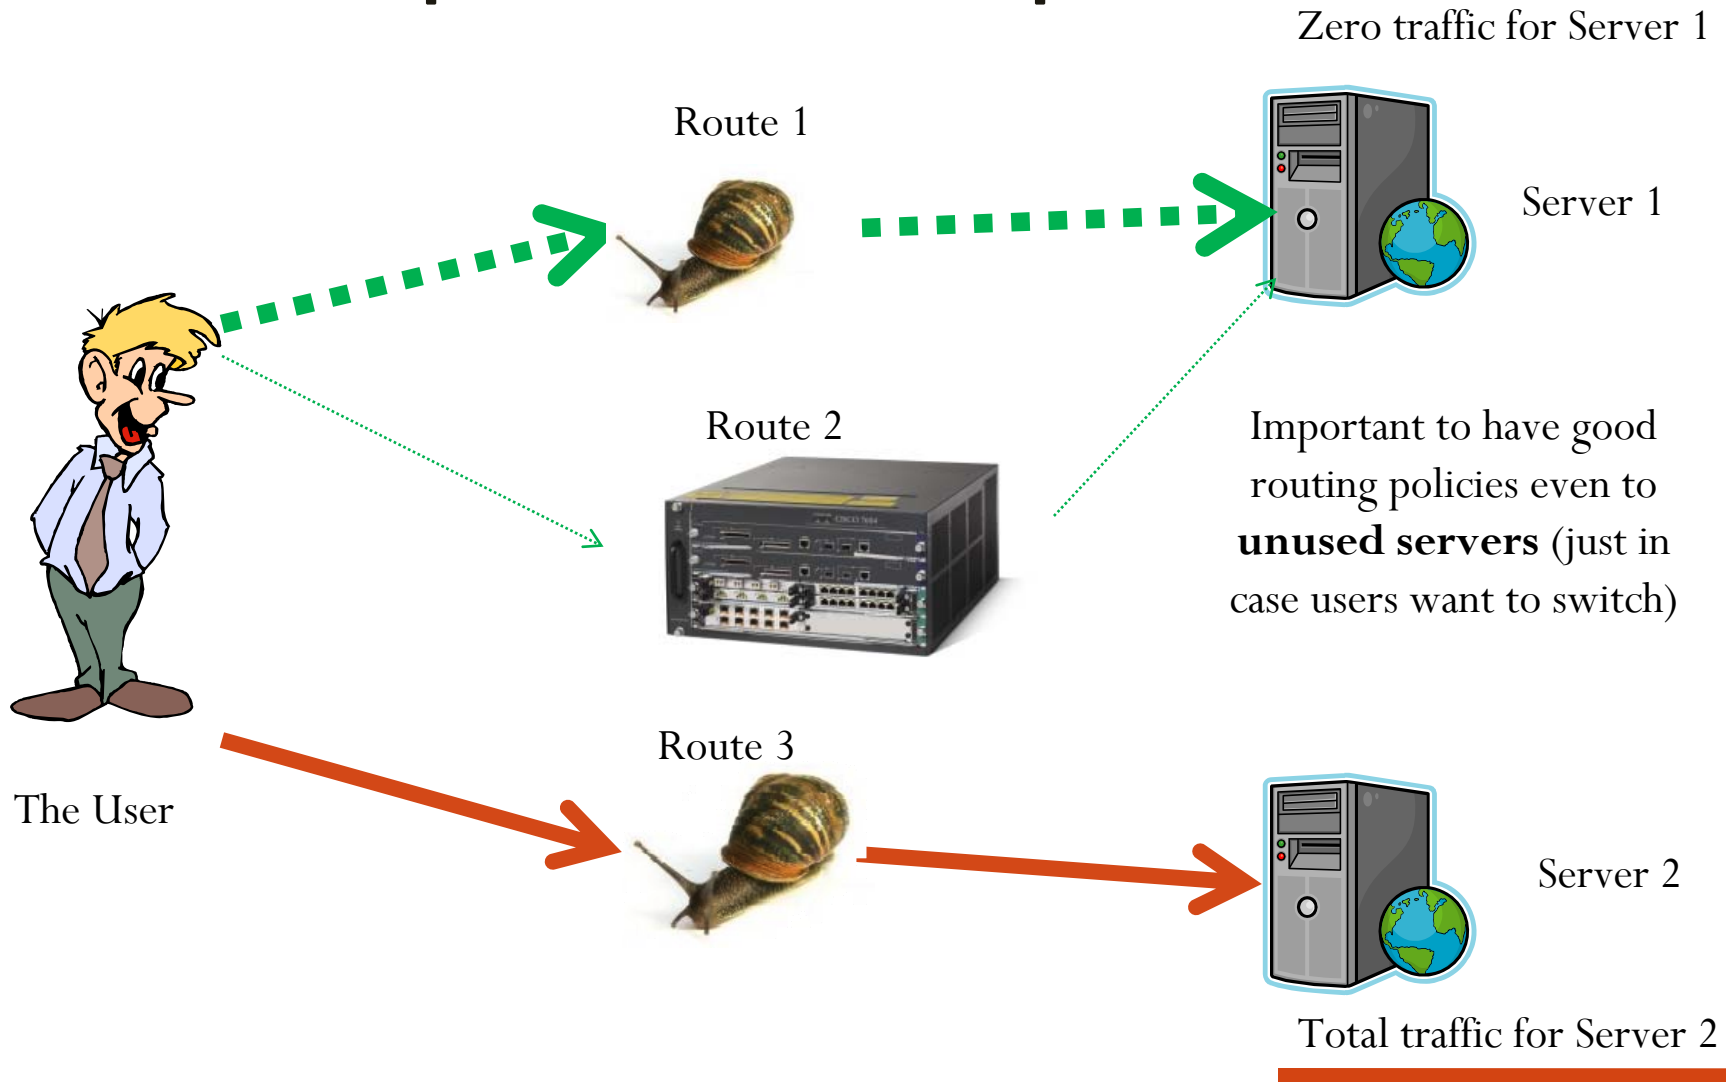 Zero traffic for Server 1
Route 1
Server 1
Route 2
CISCO 7604
Important to have good
routing policies even to
unused servers (just in
case users want to switch)
Route 3
The User
Server 2
Total traffic for Server 2